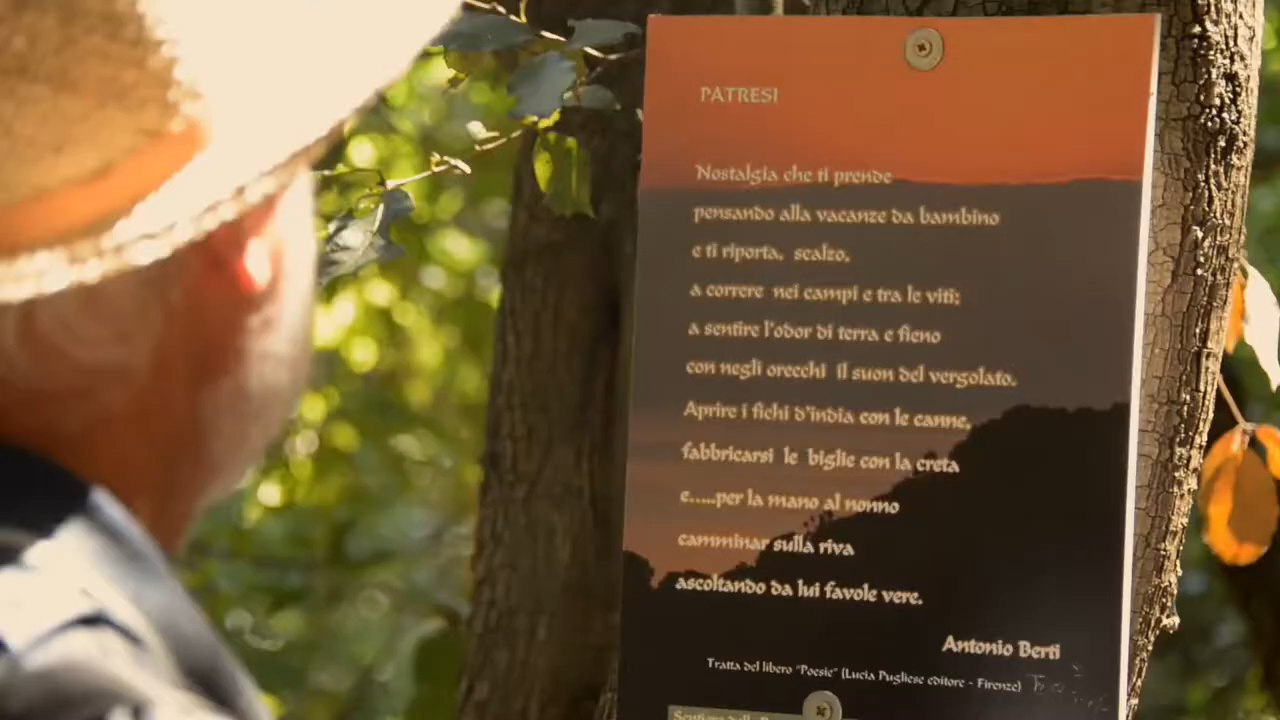 PATRESI
Nostalgia che ti prende
pensando alla vacanze da bambino
e ti riporta, scalzo,
a correre nei campi e tra le viti;
a sentire l'odor di terra e fieno
con negli orecchi il suon del vergolato.
Aprire i fichi d'india con le canne,
fabbricarsi le biglie con la creta
e.....per la mano al nonno
camminar sulla riva
ascoltando da lui favole vere.
Antonio Berti
Tratta del libero "Poesie" (Lucia Pugliese editore - Firenze)